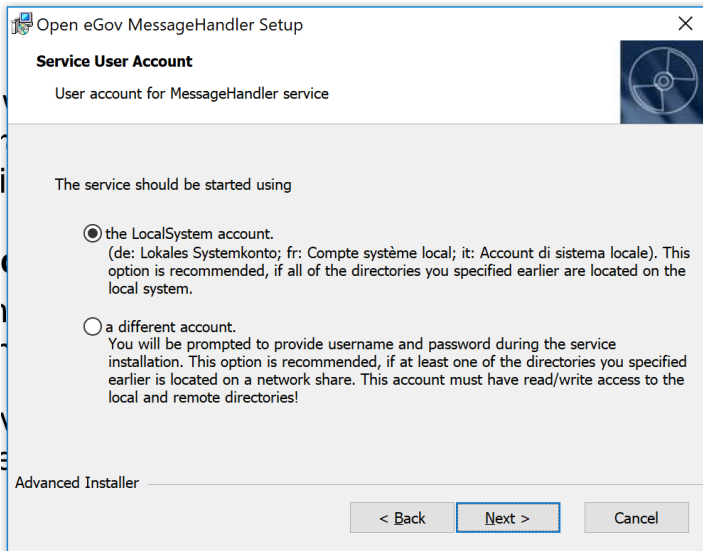 Open eGov MessageHandler Setup
Service User Account
User account for MessageHandler service
The service should be started using
the LocalSystem account.
(de: Lokales Systemkonto; fr: Compte système local; it: Account di sistema locale). This
option is recommended, if all of the directories you specified earlier are located on the
local system.
a different account.
You will be prompted to provide username and password during the service
installation. This option is recommended, if at least one of the directories you specified
earlier is located on a network share. This account must have read/write access to the
local and remote directories!
Advanced Installer
< Back
Next >
Cancel